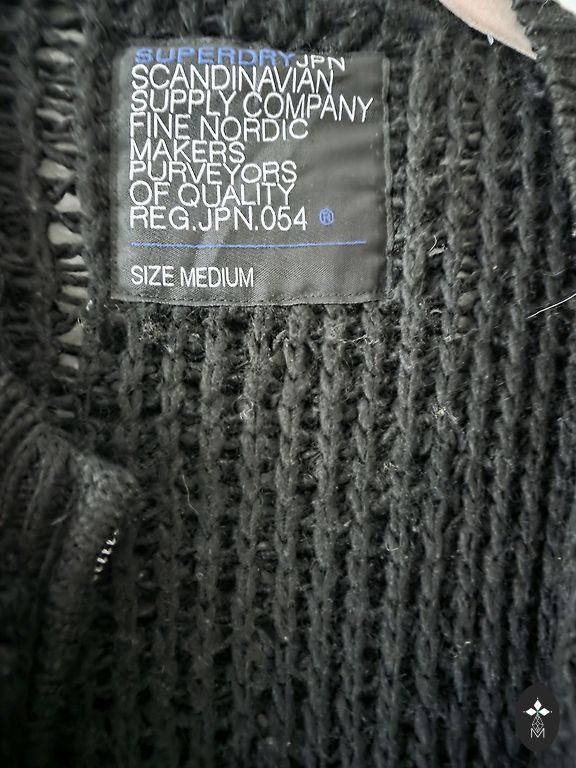 SUPERDRY JPN
SCANDINAVIAN
SUPPLY COMPANY
FINE NORDIC
MAKERS
PURVEYORS
OF QUALITY
REG.JPN.054 ®
SIZE MEDIUM
M